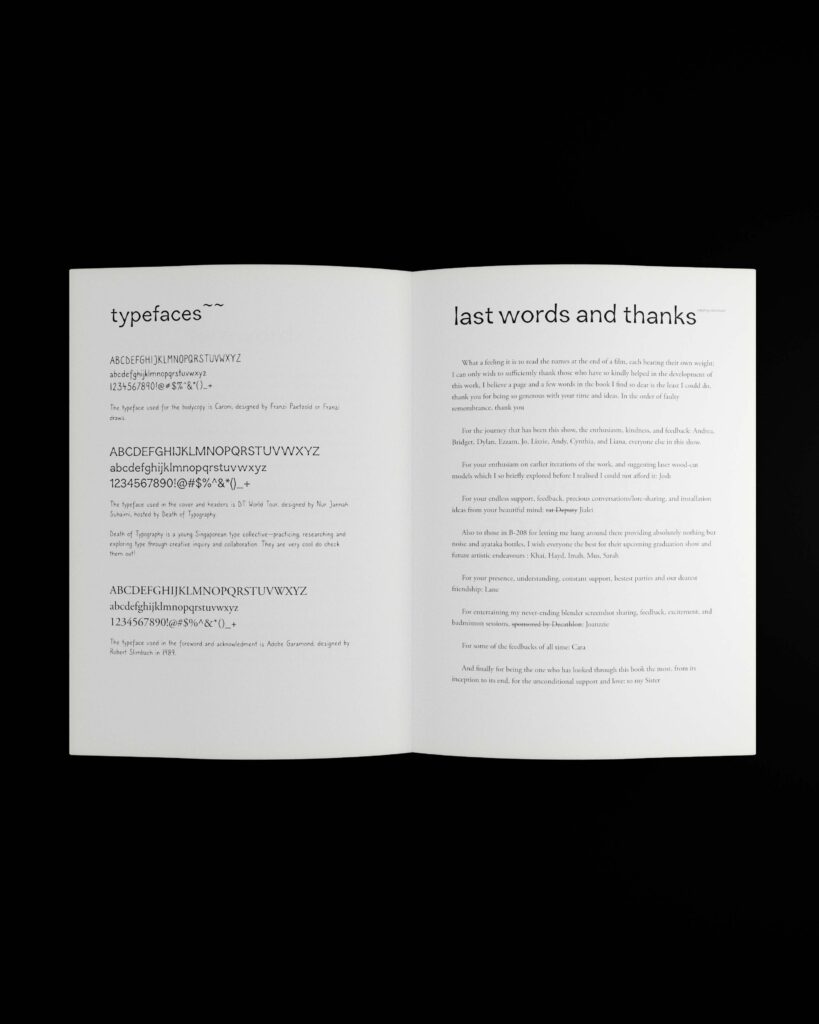 typefaces~~
ABCDEFGHIJKLMNOPQRSTUVWXYZ
abcdefghijklmnopqrstuvwxyz
1234567890!@#$%^&*()_+
The typeface used for the bodycopy is Caroni, designed by Franzi Paetzold or Franzi
draws.
ABCDEFGHIJKLMNOPQRSTUVWXYZ
abcdefghijklmnopqrstuvwxyz
1234567890!@#$%^&*()_+
The typeface used in the cover and headers is DT World Tour, designed by Nur Jannah
Suhaimi, hosted by Death of Typography.
Death of Typography is a young Singaporean type collective—practicing, researching and
exploring type through creative inquiry and collaboration. They are very cool do check
them out!
ABCDEFGHIJKLMNOPQRSTUVWXYZ
abcdefghijklmnopqrstuvwxyz
1234567890!@#$%^&*()_+
The typeface used in the foreword and acknowledgment is Adobe Garamond, designed by
Robert Slimbach in 1989.
last words and thanks
What a feeling it is to read the names at the end of a film, each bearing their own weight;
I can only wish to sufficiently thank those who have so kindly helped in the development of
this work, I believe a page and a few words in the book I find so dear is the least I could do,
thank you for being so generous with your time and ideas. In the order of faulty
remembrance, thank you
For the journey that has been this show, the enthusiasm, kindness, and feedback: Andrea,
Bridget, Dylan, Ezzam, Jo, Lizzie, Andy, Cynthia, and Liana, everyone else in this show.
For your enthusiasm on earlier iterations of the work, and suggesting laser wood-cut
models which I so briefly explored before I realised I could not afford it: Josh
For your endless support, feedback, precious conversations/lore-sharing, and installation
ideas from your beautiful mind: rat Deputy Jialei
Also to those in B-208 for letting me hang around there providing absolutely nothing but
noise and ayataka bottles, I wish everyone the best for their upcoming graduation show and
future artistic endeavours : Khai, Hayd, Imah, Mus, Sarah
For your presence, understanding, constant support, bestest parties and our dearest
friendship: Lune
For entertaining my never-ending blender screenshot sharing, feedback, excitement, and
badminton sessions, sponsored by Decathlon: Joannzie
For some of the feedbacks of all time: Cara
And finally for being the one who has looked through this book the most, from its
inception to its end, for the unconditional support and love: to my Sister